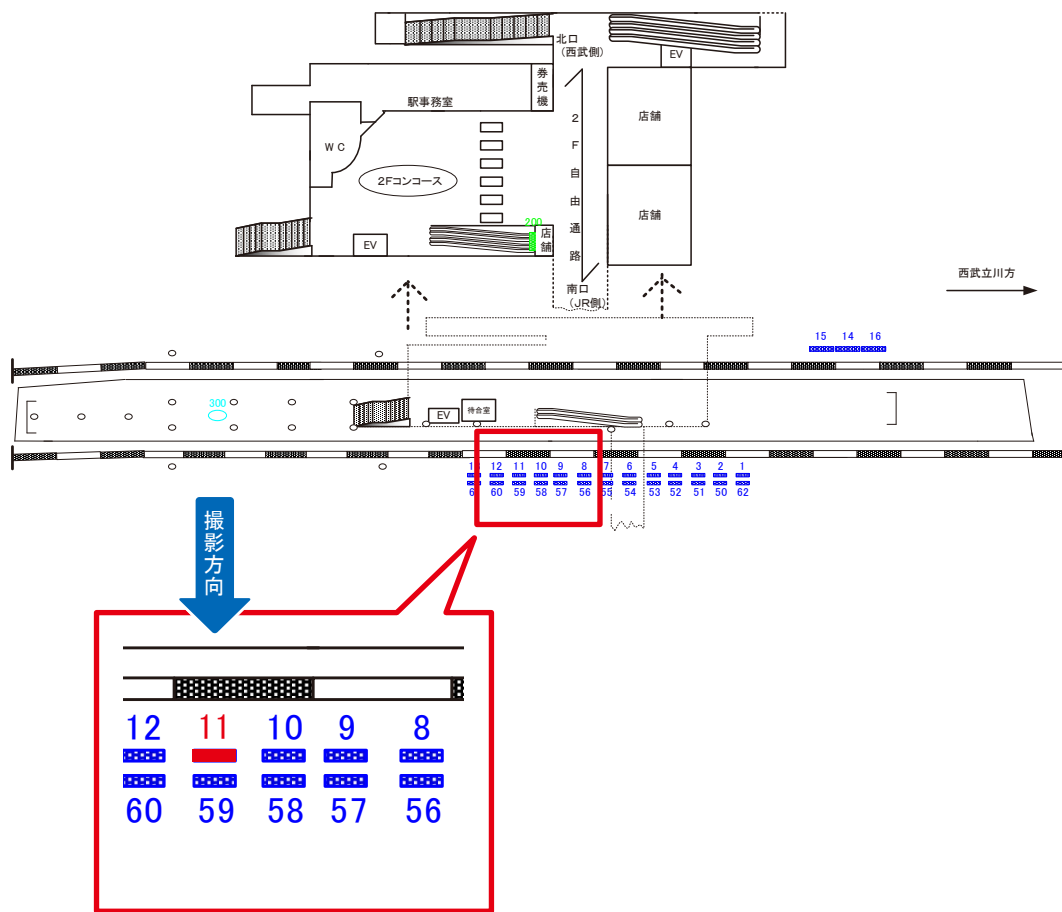 北口
（西武側）
EV
券売機
駅事務室
店舗
WC
2F自由通路
2Fコンコース
店舗
200
店舗
EV
南口
（JR側）
西武立川方
15 14 16
300
EV
待合室
12 11 10 9 8 7 6 5 4 3 2 1
60 59 58 57 56 55 54 53 52 51 50 62
撮影方向
12 11 10 9 8
60 59 58 57 56